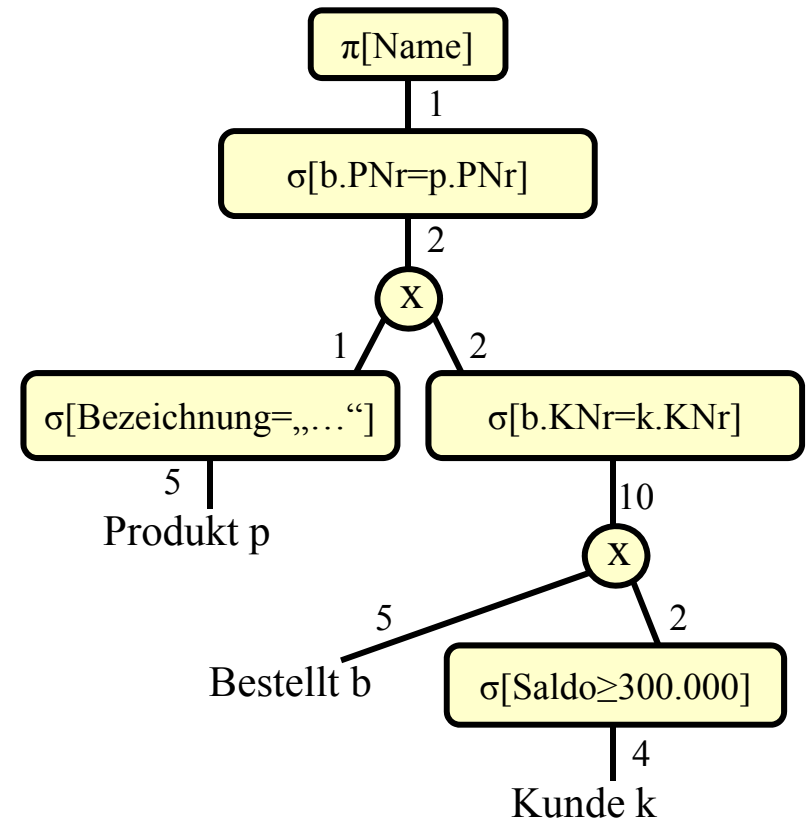 π[Name]
1
σ[b.PNr=p.PNr]
2
x
1
2
σ[Bezeichnung=„…“]
σ[b.KNr=k.KNr]
5
10
Produkt p
x
5
2
Bestellt b
σ[Saldo≥300.000]
4
Kunde k